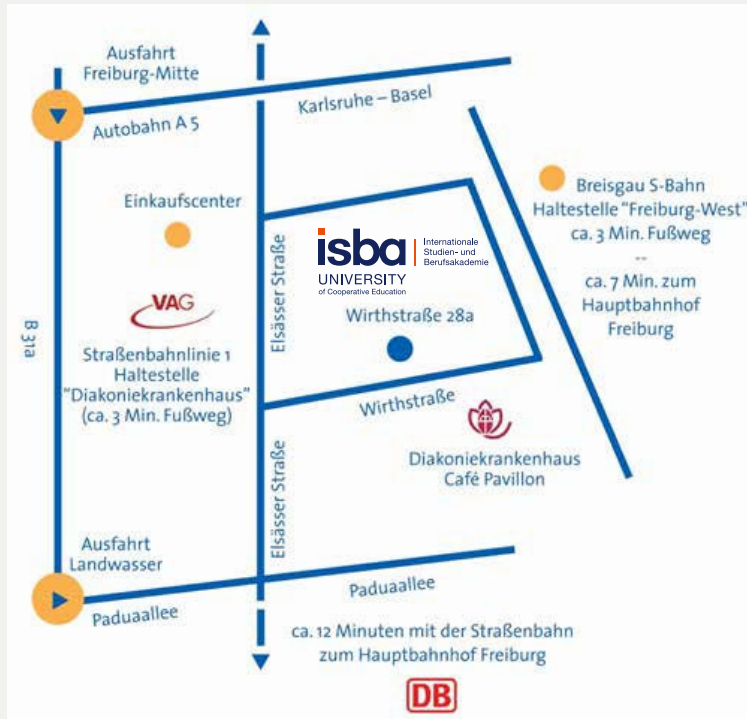 Ausfahrt
Freiburg-Mitte
Karlsruhe – Basel
Autobahn A 5
Einkaufscenter
Breisgau S-Bahn
Haltestelle "Freiburg-West"
ca. 3 Min. Fußweg
--
ca. 7 Min. zum
Hauptbahnhof
Freiburg
isba
Internationale
Studien- und
Berufsakademie
UNIVERSITY
of Cooperative Education
Elsässer Straße
Wirthstraße 28a
B 31a
VAG
Straßenbahnlinie 1
Haltestelle
"Diakoniekrankenhaus"
(ca. 3 Min. Fußweg)
Wirthstraße
Diakoniekrankenhaus
Café Pavillon
Elsässer Straße
Ausfahrt
Landwasser
Paduaallee
Paduaallee
ca. 12 Minuten mit der Straßenbahn
zum Hauptbahnhof Freiburg
DB